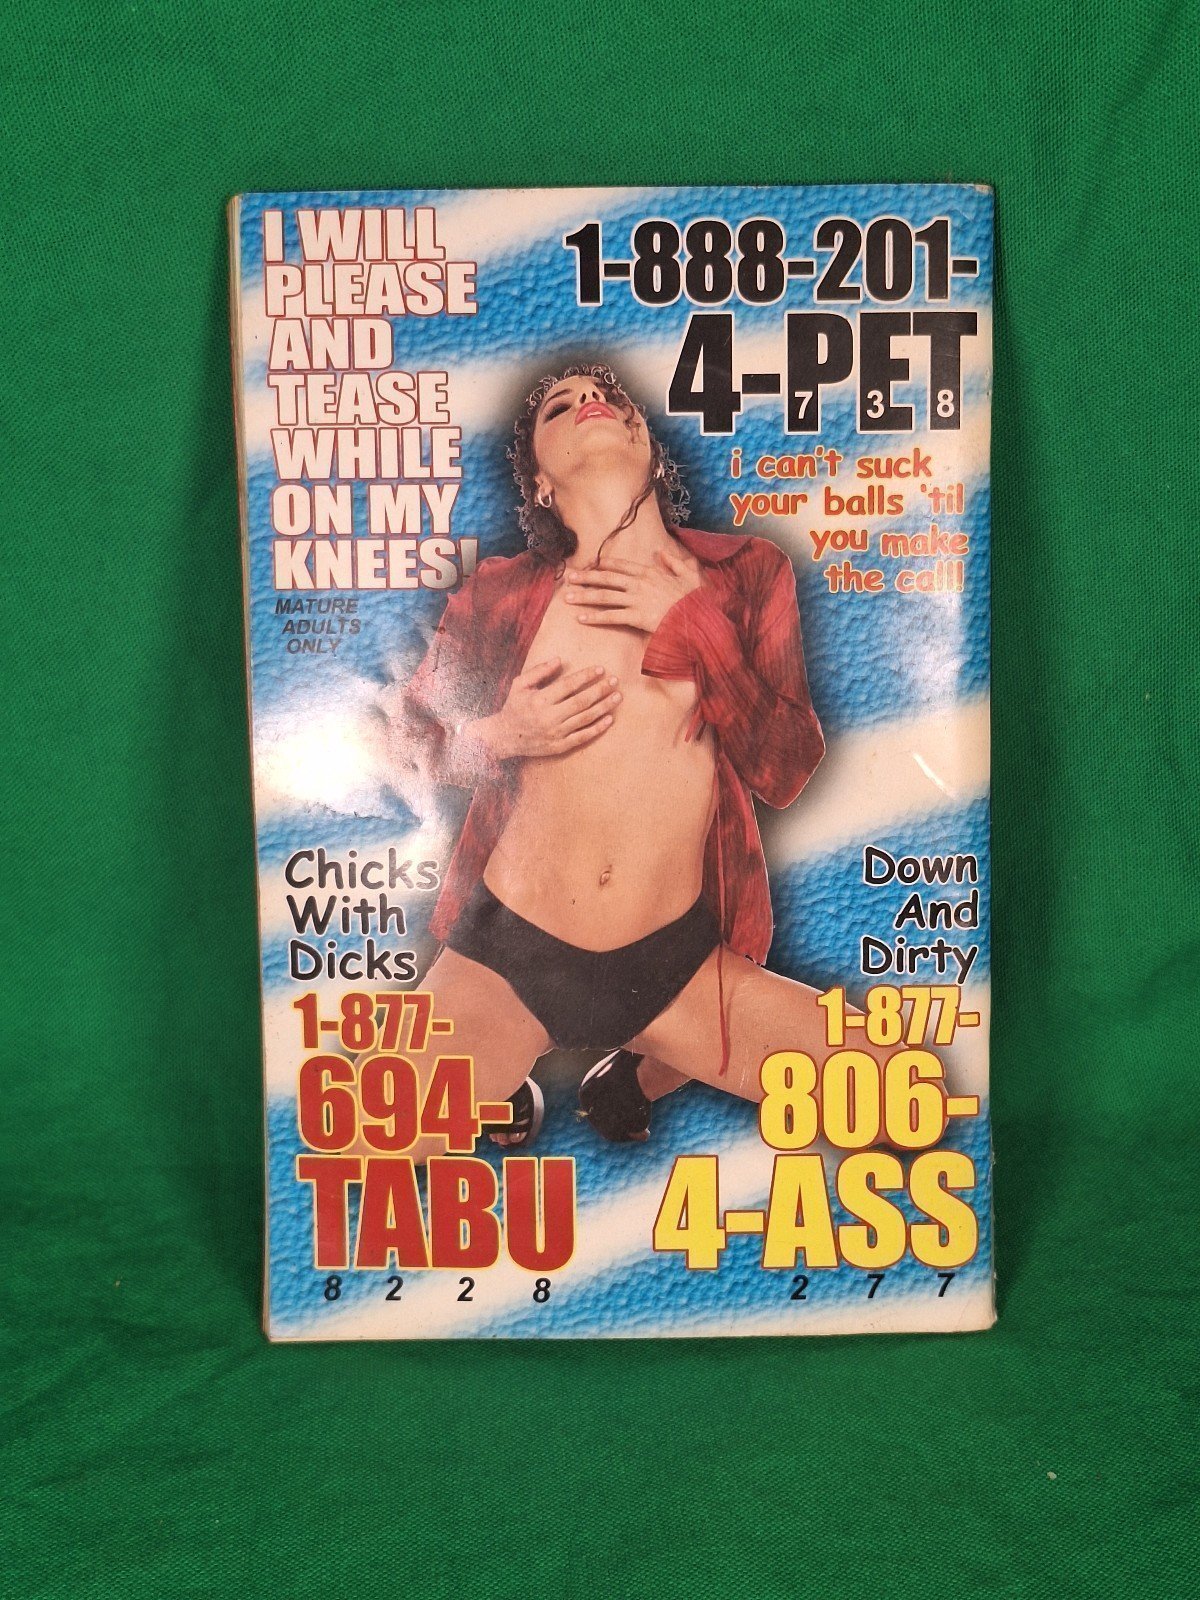 I WILL
PLEASE
AND
TEASE
WHILE
ON MY
KNEES!
MATURE
ADULTS
ONLY
1-888-201-
4-PET
7 3 8
i can't suck
your balls 'til
you make
the call!
Chicks
With
Dicks
1-877-
694-
TABU
8 2 2 8
Down
And
Dirty
1-877-
806-
4-ASS
2 7 7